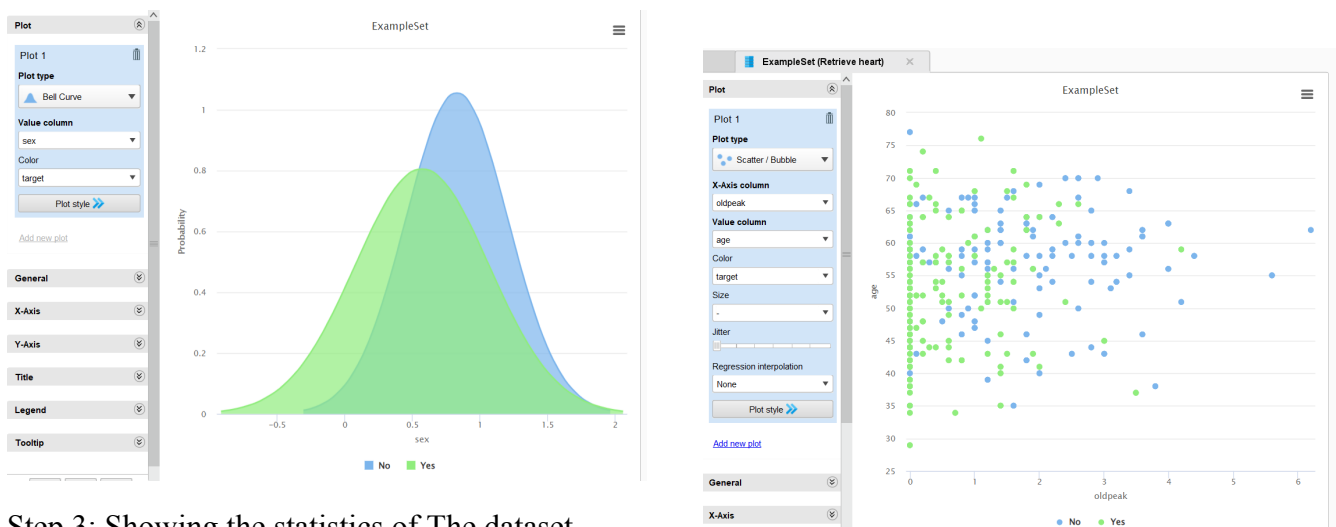 Plot
Plot 1
Plot type
Bell Curve
Value column
sex
Color
target
Plot style
Add new plot
General
X-Axis
Y-Axis
Title
Legend
Tooltip
ExampleSet
1.2
1
0.8
0.6
0.4
0.2
0
Probability
-0.5 0 0.5 1 1.5 2
sex
No Yes
ExampleSet (Retrieve heart)
Plot
Plot 1
Plot type
Scatter / Bubble
X-Axis column
oldpeak
Value column
age
Color
target
Size
-
Jitter
Regression interpolation
None
Plot style
Add new plot
General
X-Axis
ExampleSet
80
75
70
65
60
55
50
45
40
35
30
25
age
0 1 2 3 4 5 6
oldpeak
No Yes
Step 3: Showing the statistics of The dataset